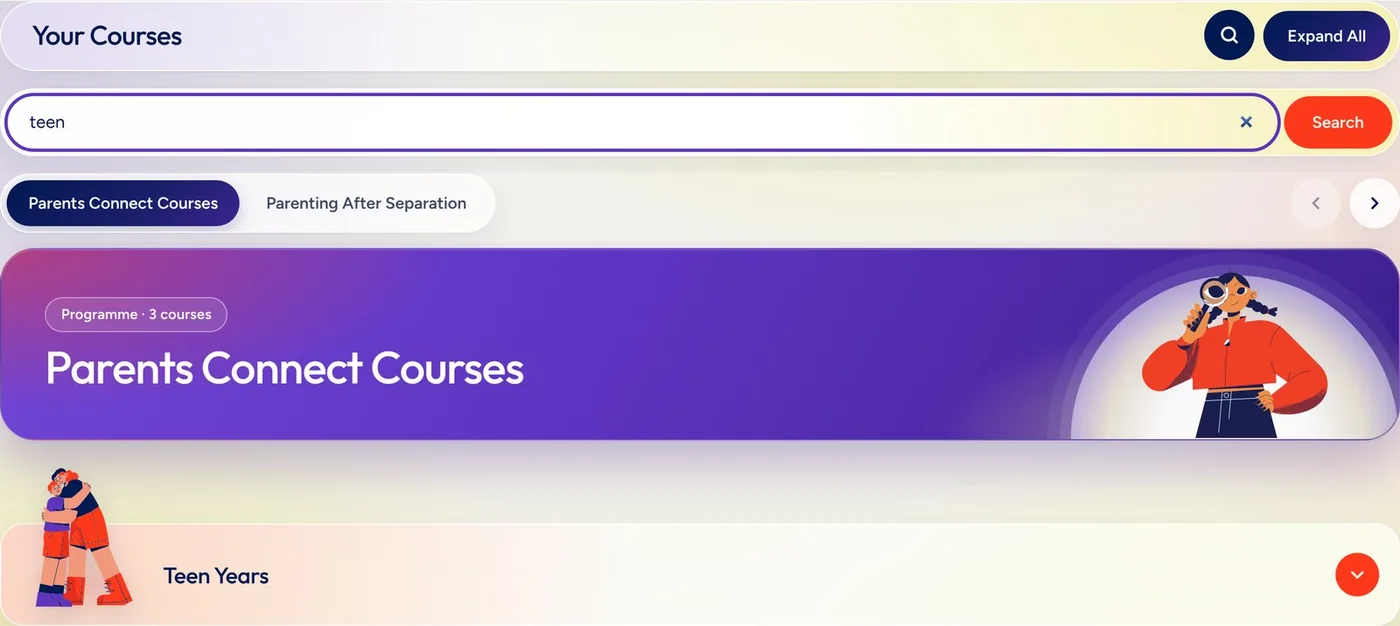 Your Courses
Expand All
teen
Search
Parents Connect Courses
Parenting After Separation
Programme · 3 courses
Parents Connect Courses
Teen Years